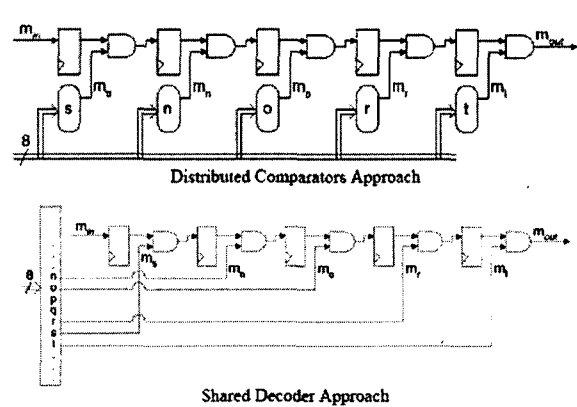 m_in m_out
s m_s n m_n o m_o r m_r t m_t
8
Distributed Comparators Approach
m_in m_out
m_s m_n m_o m_r m_t
8
n o p q r s t
Shared Decoder Approach